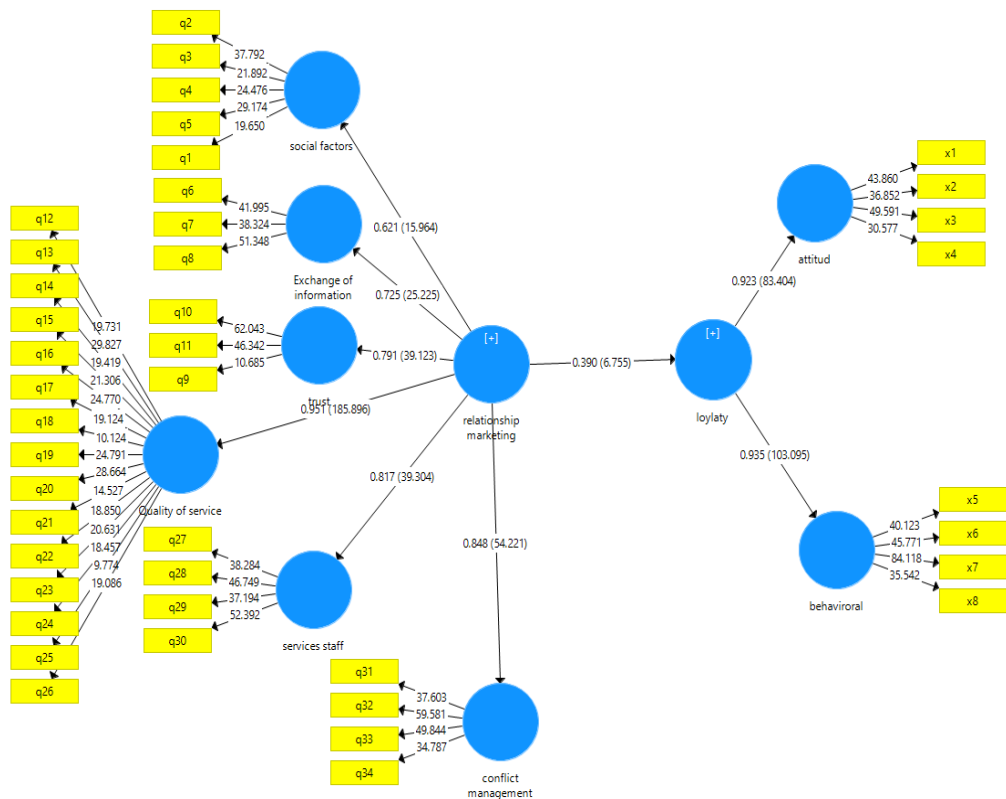 q2
q3
q4
q5
q1
37.792
21.892
24.476
29.174
19.650
social factors
q6
q7
q8
41.995
38.324
51.348
Exchange of
information
q10
q11
q9
62.043
46.342
10.685
trust
q12
q13
q14
q15
q16
q17
q18
q19
q20
q21
q22
q23
q24
q25
q26
19.731
29.827
19.419
21.306
24.770
19.124
10.124
24.791
28.664
14.527
18.850
20.631
18.457
9.774
19.086
Quality of service
q27
q28
q29
q30
38.284
46.749
37.194
52.392
services staff
q31
q32
q33
q34
37.603
59.581
49.844
34.787
conflict
management
0.621 (15.964)
0.725 (25.225)
0.791 (39.123)
0.951 (185.896)
0.817 (39.304)
0.848 (54.221)
[+]
relationship
marketing
0.390 (6.755)
[+]
loylaty
0.923 (83.404)
0.935 (103.095)
attitud
43.860
36.852
49.591
30.577
x1
x2
x3
x4
behaviroral
40.123
45.771
84.118
35.542
x5
x6
x7
x8